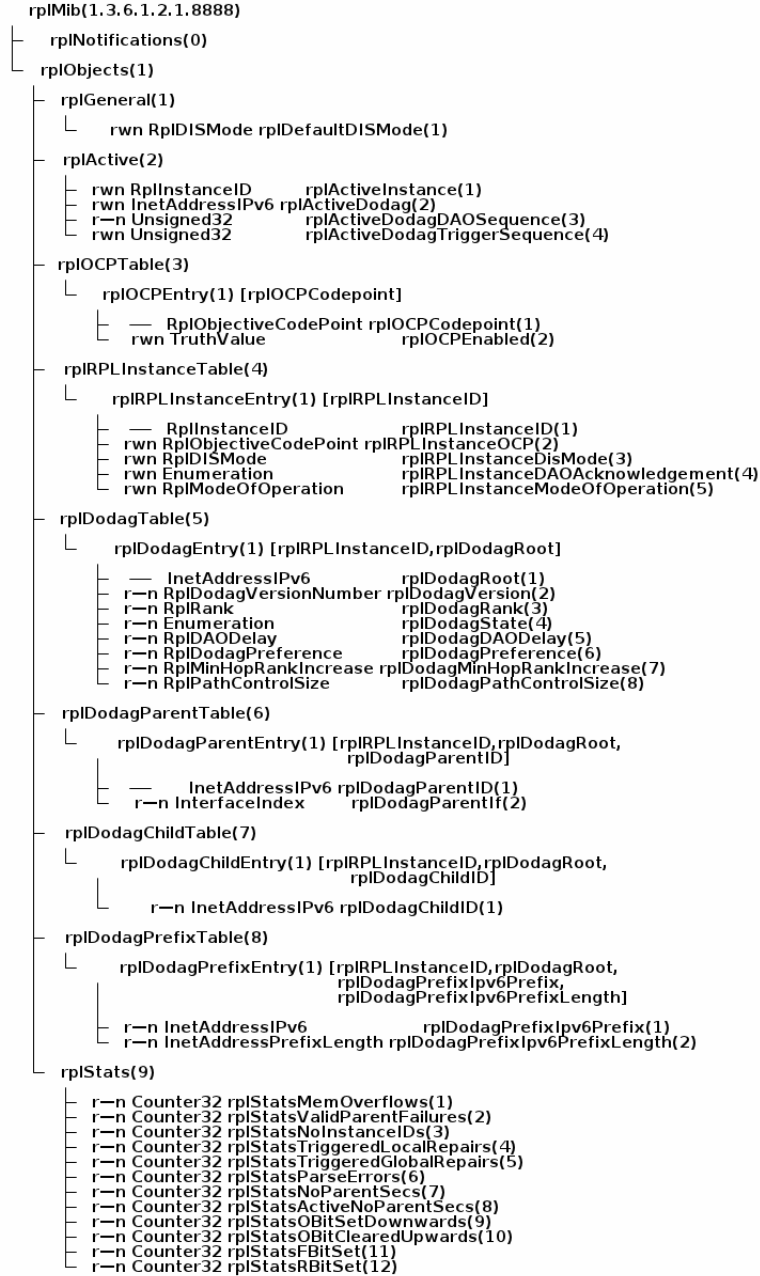 rplMib(1.3.6.1.2.1.8888)
rplNotifications(0)
rplObjects(1)
rplGeneral(1)
rwn RplDISMode rplDefaultDISMode(1)
rplActive(2)
rwn RplInstanceID rplActiveInstance(1)
rwn InetAddressIPv6 rplActiveDodag(2)
r—n Unsigned32 rplActiveDodagDAOSequence(3)
rwn Unsigned32 rplActiveDodagTriggerSequence(4)
rplOCPTable(3)
rplOCPEntry(1) [rplOCPCodepoint]
—— RplObjectiveCodePoint rplOCPCodepoint(1)
rwn TruthValue rplOCPEnabled(2)
rplRPLInstanceTable(4)
rplRPLInstanceEntry(1) [rplRPLInstanceID]
—— RplInstanceID rplRPLInstanceID(1)
rwn RplObjectiveCodePoint rplRPLInstanceOCP(2)
rwn RplDISMode rplRPLInstanceDisMode(3)
rwn Enumeration rplRPLInstanceDAOAcknowledgement(4)
rwn RplModeOfOperation rplRPLInstanceModeOfOperation(5)
rplDodagTable(5)
rplDodagEntry(1) [rplRPLInstanceID,rplDodagRoot]
—— InetAddressIPv6 rplDodagRoot(1)
r—n RplDodagVersionNumber rplDodagVersion(2)
r—n RplRank rplDodagRank(3)
r—n Enumeration rplDodagState(4)
r—n RplDAODelay rplDodagDAODelay(5)
r—n RplDodagPreference rplDodagPreference(6)
r—n RplMinHopRankIncrease rplDodagMinHopRankIncrease(7)
r—n RplPathControlSize rplDodagPathControlSize(8)
rplDodagParentTable(6)
rplDodagParentEntry(1) [rplRPLInstanceID,rplDodagRoot,
rplDodagParentID]
—— InetAddressIPv6 rplDodagParentID(1)
r—n InterfaceIndex rplDodagParentIf(2)
rplDodagChildTable(7)
rplDodagChildEntry(1) [rplRPLInstanceID,rplDodagRoot,
rplDodagChildID]
r—n InetAddressIPv6 rplDodagChildID(1)
rplDodagPrefixTable(8)
rplDodagPrefixEntry(1) [rplRPLInstanceID,rplDodagRoot,
rplDodagPrefixIpv6Prefix,
rplDodagPrefixIpv6PrefixLength]
r—n InetAddressIPv6 rplDodagPrefixIpv6Prefix(1)
r—n InetAddressPrefixLength rplDodagPrefixIpv6PrefixLength(2)
rplStats(9)
r—n Counter32 rplStatsMemOverflows(1)
r—n Counter32 rplStatsValidParentFailures(2)
r—n Counter32 rplStatsNoInstanceIDs(3)
r—n Counter32 rplStatsTriggeredLocalRepairs(4)
r—n Counter32 rplStatsTriggeredGlobalRepairs(5)
r—n Counter32 rplStatsParseErrors(6)
r—n Counter32 rplStatsNoParentSecs(7)
r—n Counter32 rplStatsActiveNoParentSecs(8)
r—n Counter32 rplStatsOBitSetDownwards(9)
r—n Counter32 rplStatsOBitClearedUpwards(10)
r—n Counter32 rplStatsFBitSet(11)
r—n Counter32 rplStatsRBitSet(12)